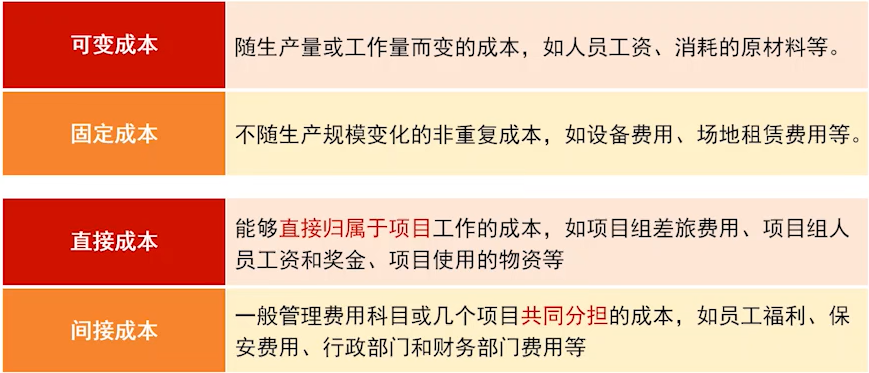 可变成本
随生产量或工作量而变的成本，如人员工资、消耗的原材料等。
固定成本
不随生产规模变化的非重复成本，如设备费用、场地租赁费用等。
直接成本
能够直接归属于项目工作的成本，如项目组差旅费用、项目组人
员工资和奖金、项目使用的物资等
间接成本
一般管理费用科目或几个项目共同分担的成本，如员工福利、保
安费用、行政部门和财务部门费用等